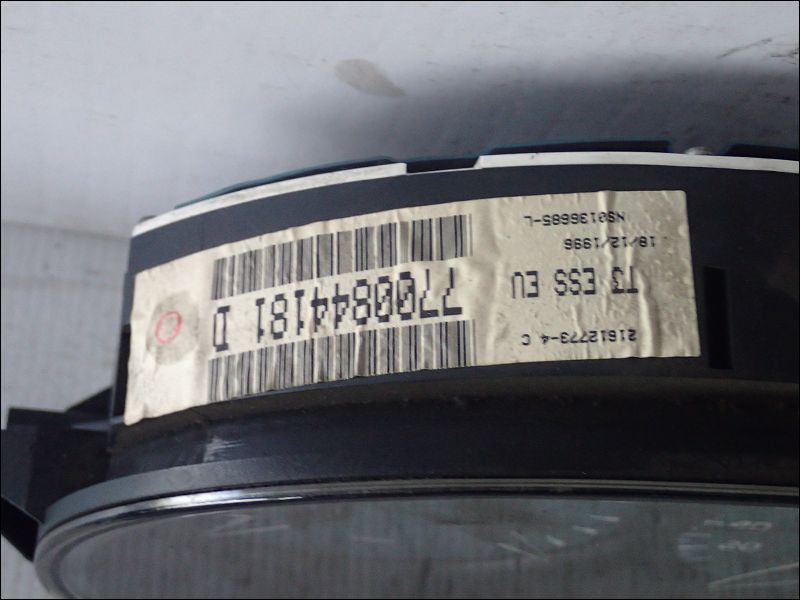 21612773-4 C
T3 ESS EU
18/12/1996
NS0136685-L
7700844181 D